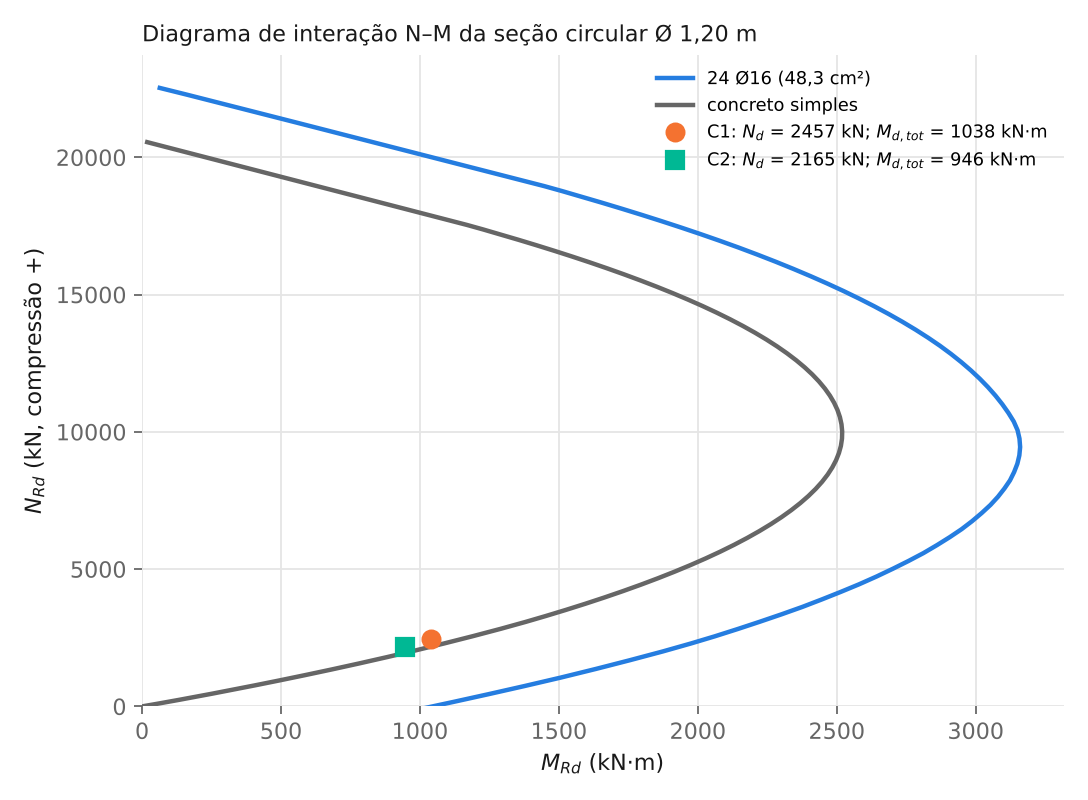 Diagrama de interação N–M da seção circular Ø 1,20 m
24 Ø16 (48,3 cm²)
concreto simples
C1: N_d = 2457 kN; M_d,tot = 1038 kN·m
C2: N_d = 2165 kN; M_d,tot = 946 kN·m
N_Rd (kN, compressão +)
20000
15000
10000
5000
0
0 500 1000 1500 2000 2500 3000
M_Rd (kN·m)